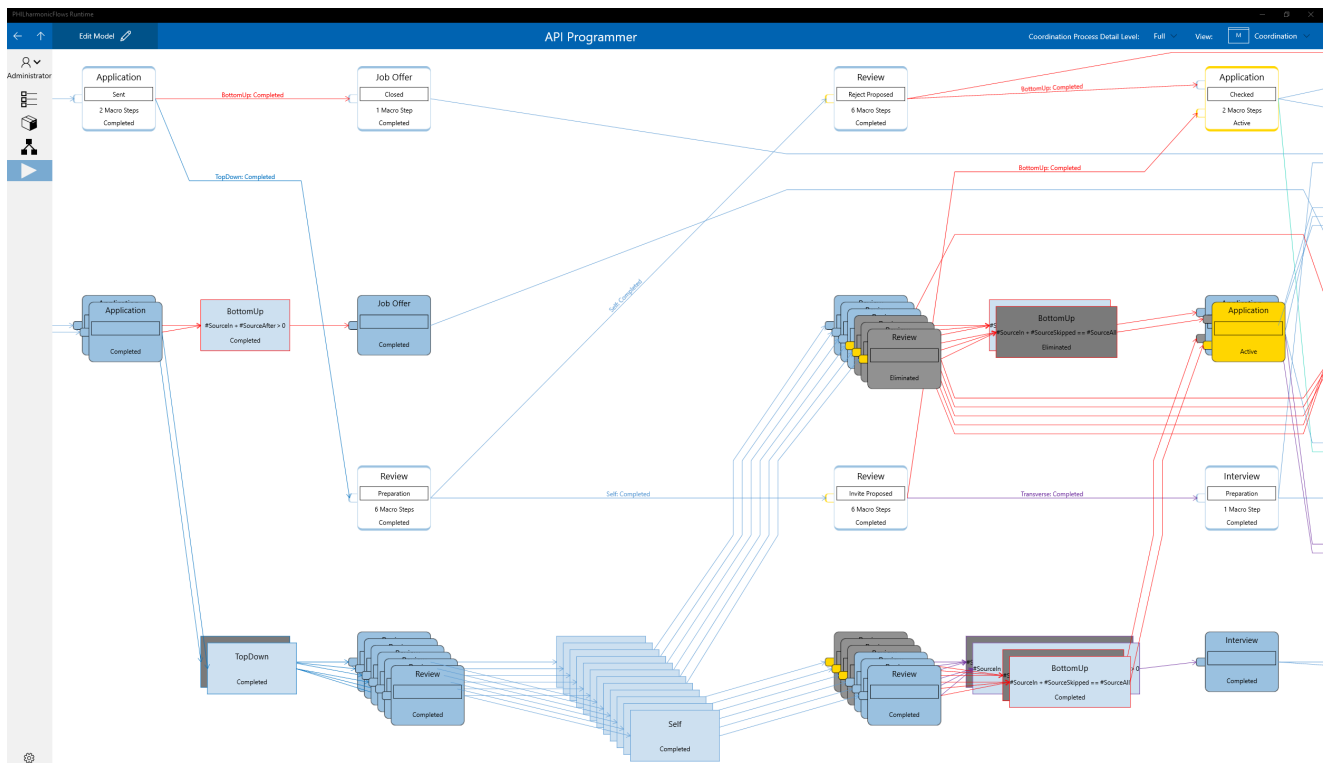 PHILharmonicFlows Runtime
Edit Model
API Programmer
Coordination Process Detail Level:
Full
View:
M
Coordination
Administrator
Application
Sent
2 Macro Steps
Completed
BottomUp: Completed
Job Offer
Closed
1 Macro Step
Completed
Review
Reject Proposed
6 Macro Steps
Completed
BottomUp: Completed
Application
Checked
2 Macro Steps
Active
TopDown: Completed
BottomUp: Completed
Self: Completed
Application
Application
Completed
BottomUp
#SourceIn + #SourceAfter > 0
Completed
Job Offer
Completed
Review
Review
Eliminated
BottomUp
#SourceIn + #SourceSkipped == #SourceAll
Eliminated
Application
Application
Active
Review
Preparation
6 Macro Steps
Completed
Self: Completed
Review
Invite Proposed
6 Macro Steps
Completed
Transverse: Completed
Interview
Preparation
1 Macro Step
Completed
TopDown
Completed
Review
Completed
Self
Completed
Review
Completed
#SourceIn
BottomUp
#SourceIn + #SourceSkipped == #SourceAll
Completed
0
Interview
Completed